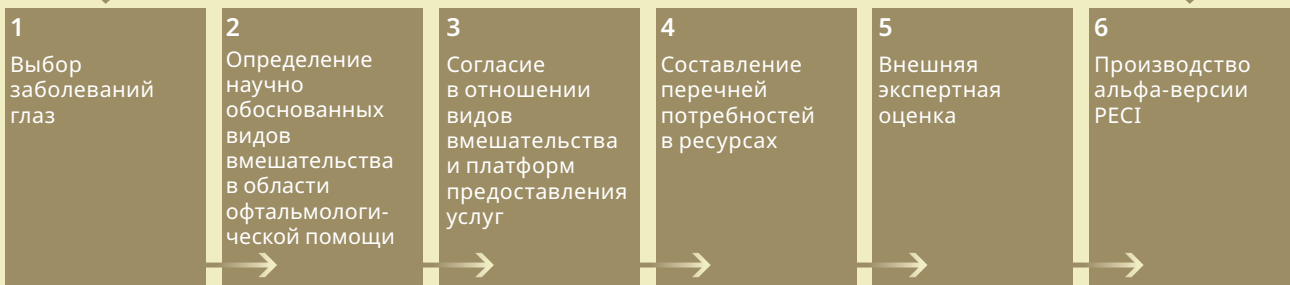 1
Выбор
заболеваний
глаз
2
Определение
научно
обоснованных
видов
вмешательства
в области
офтальмологи-
ческой помощи
3
Согласие
в отношении
видов
вмешательства
и платформ
предоставления
услуг
4
Составление
перечней
потребностей
в ресурсах
5
Внешняя
экспертная
оценка
6
Производство
альфа-версии
PECI